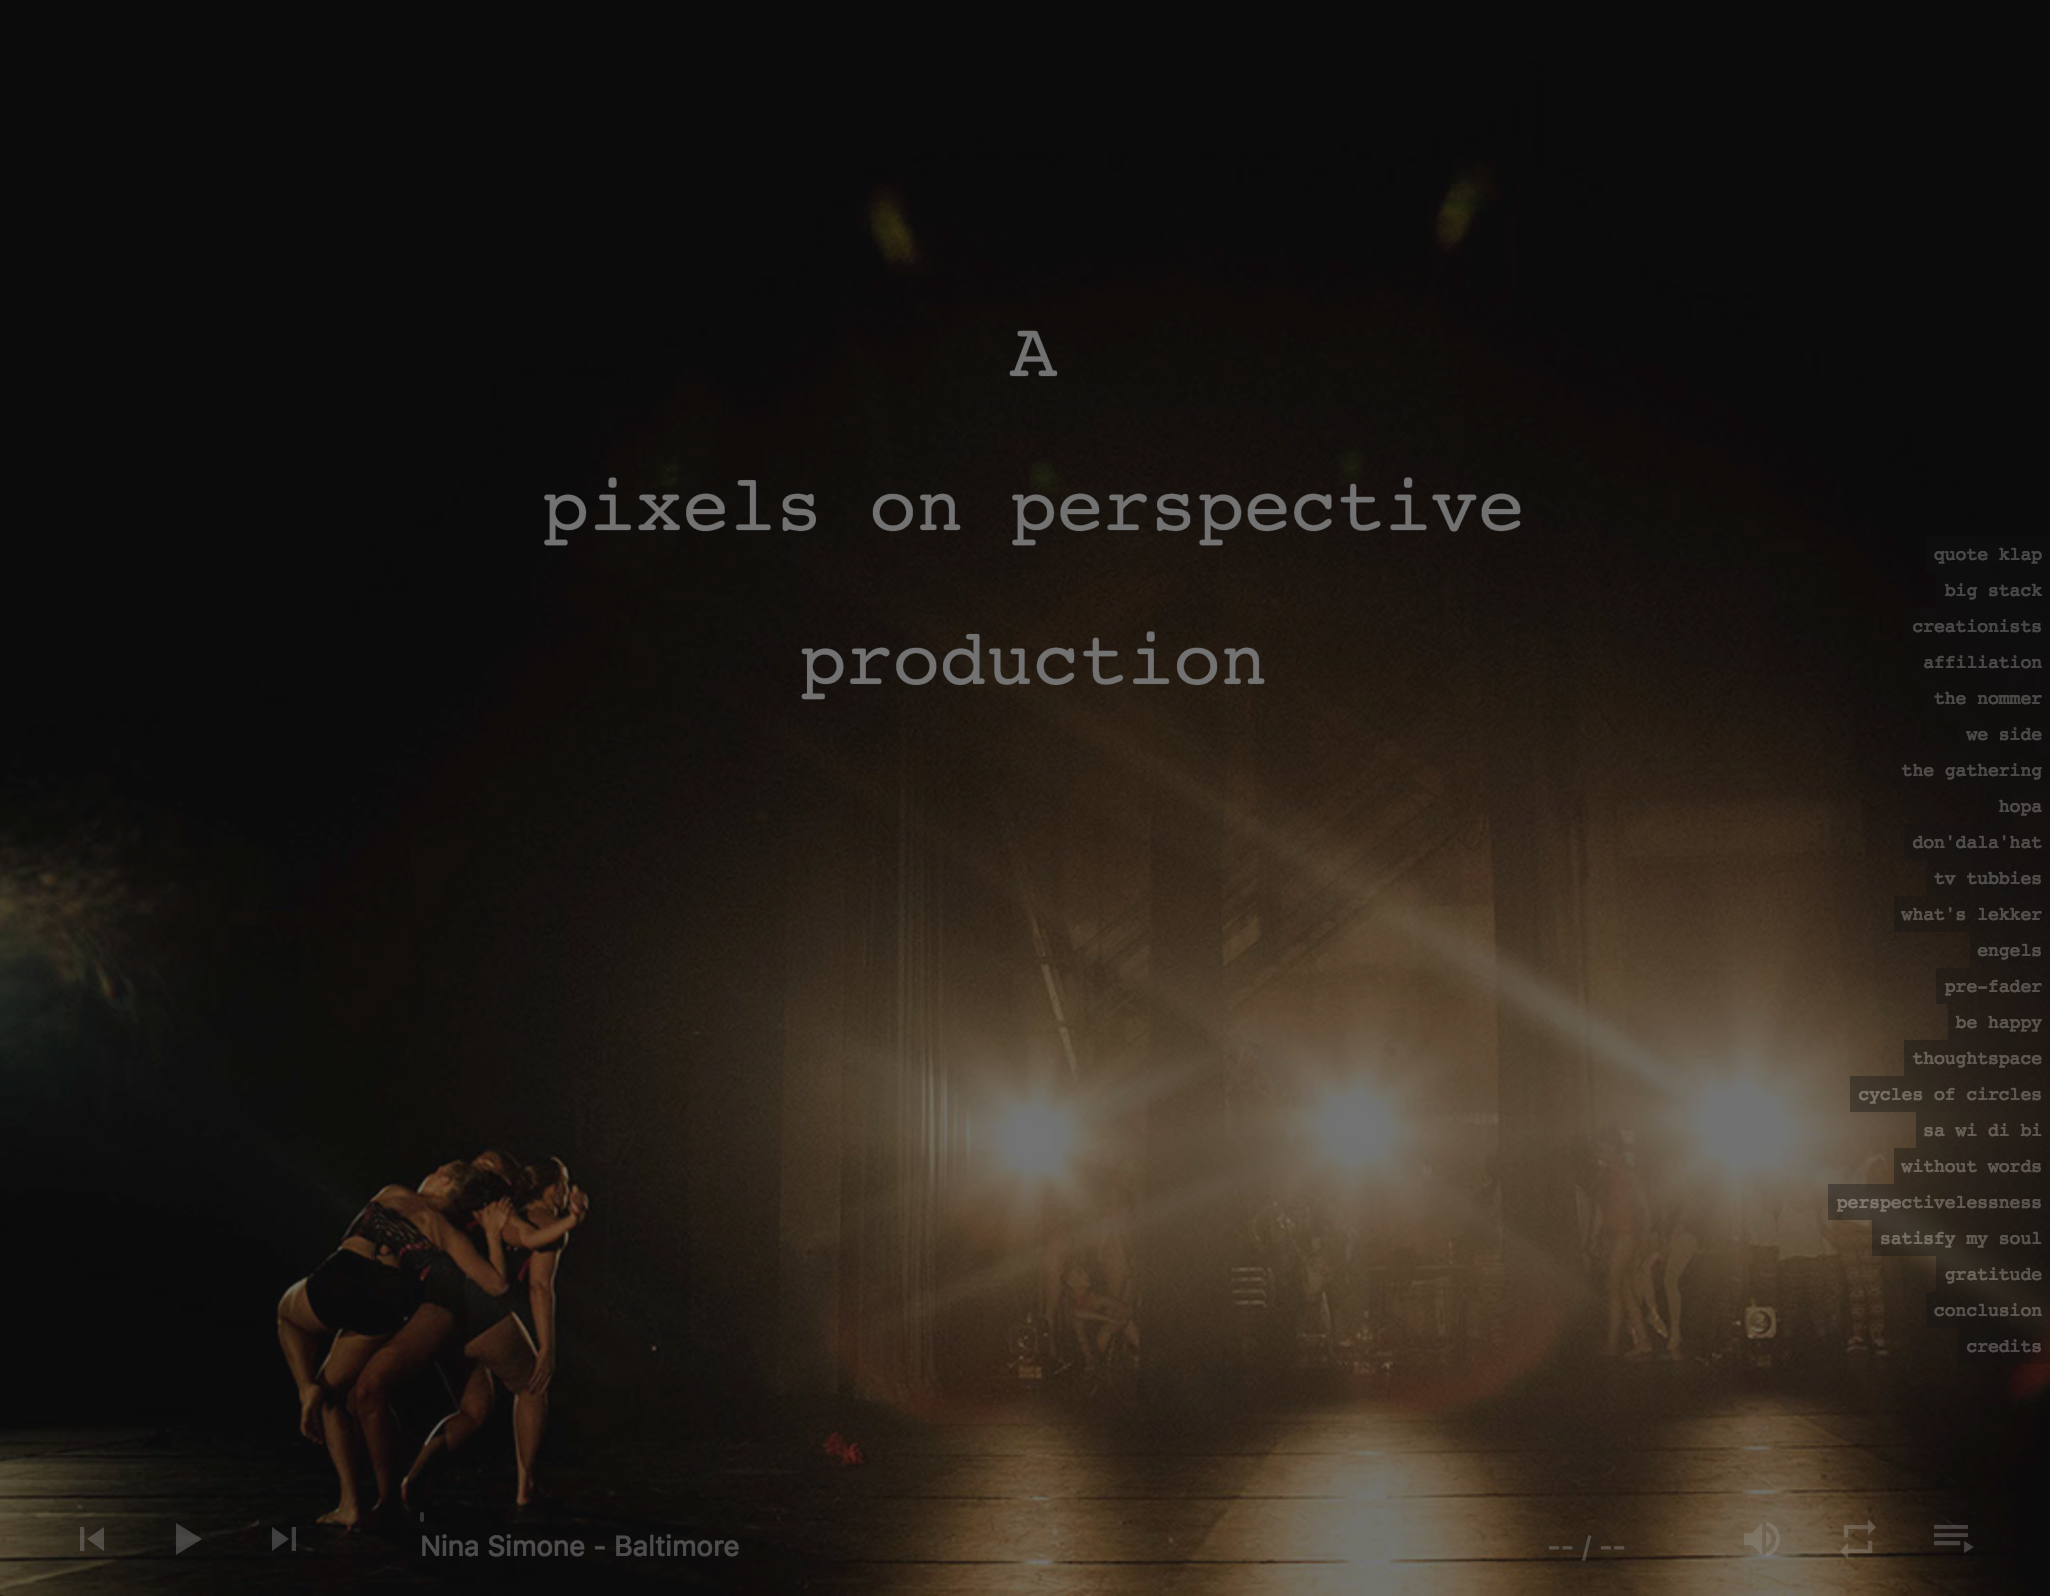 A
pixels on perspective
production
quote klap
big stack
creationists
affiliation
the nommer
we side
the gathering
hopa
don'dala'hat
tv tubbies
what's lekker
engels
pre-fader
be happy
thoughtspace
cycles of circles
sa wi di bi
without words
perspectivelessness
satisfy my soul
gratitude
conclusion
credits
Nina Simone - Baltimore
-- / --